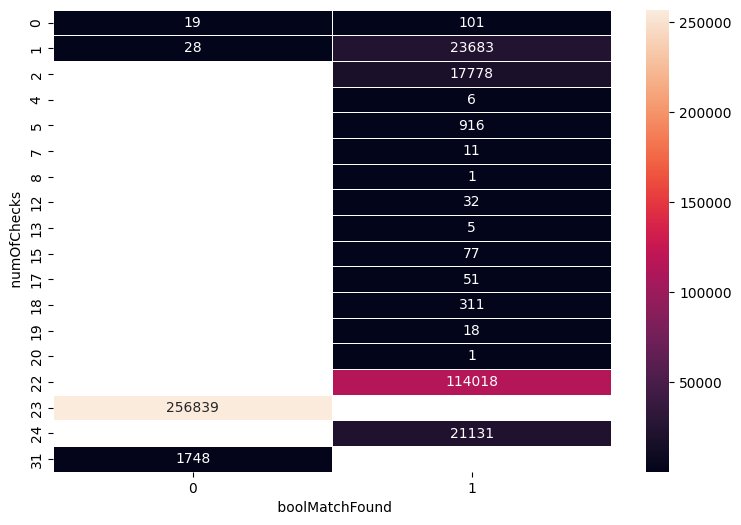 0 19 101 250000
1 28 23683
2 17778
4 6 200000
5 916
7 11
8 1
12 32 150000
13 5
15 77
17 51
18 311 100000
19 18
20 1
22 114018
23 256839 50000
24 21131
31 1748
numOfChecks
0 1
boolMatchFound